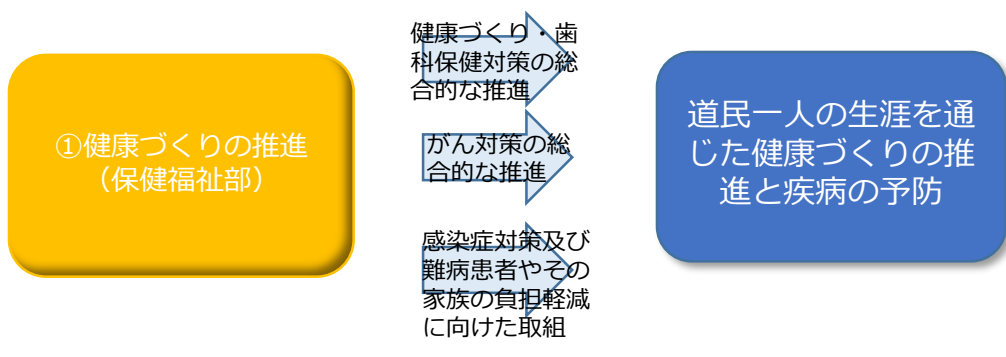 ①健康づくりの推進
（保健福祉部）
健康づくり・歯
科保健対策の総
合的な推進
がん対策の総
合的な推進
感染症対策及び
難病患者やその
家族の負担軽減
に向けた取組
道民一人の生涯を通
じた健康づくりの推
進と疾病の予防